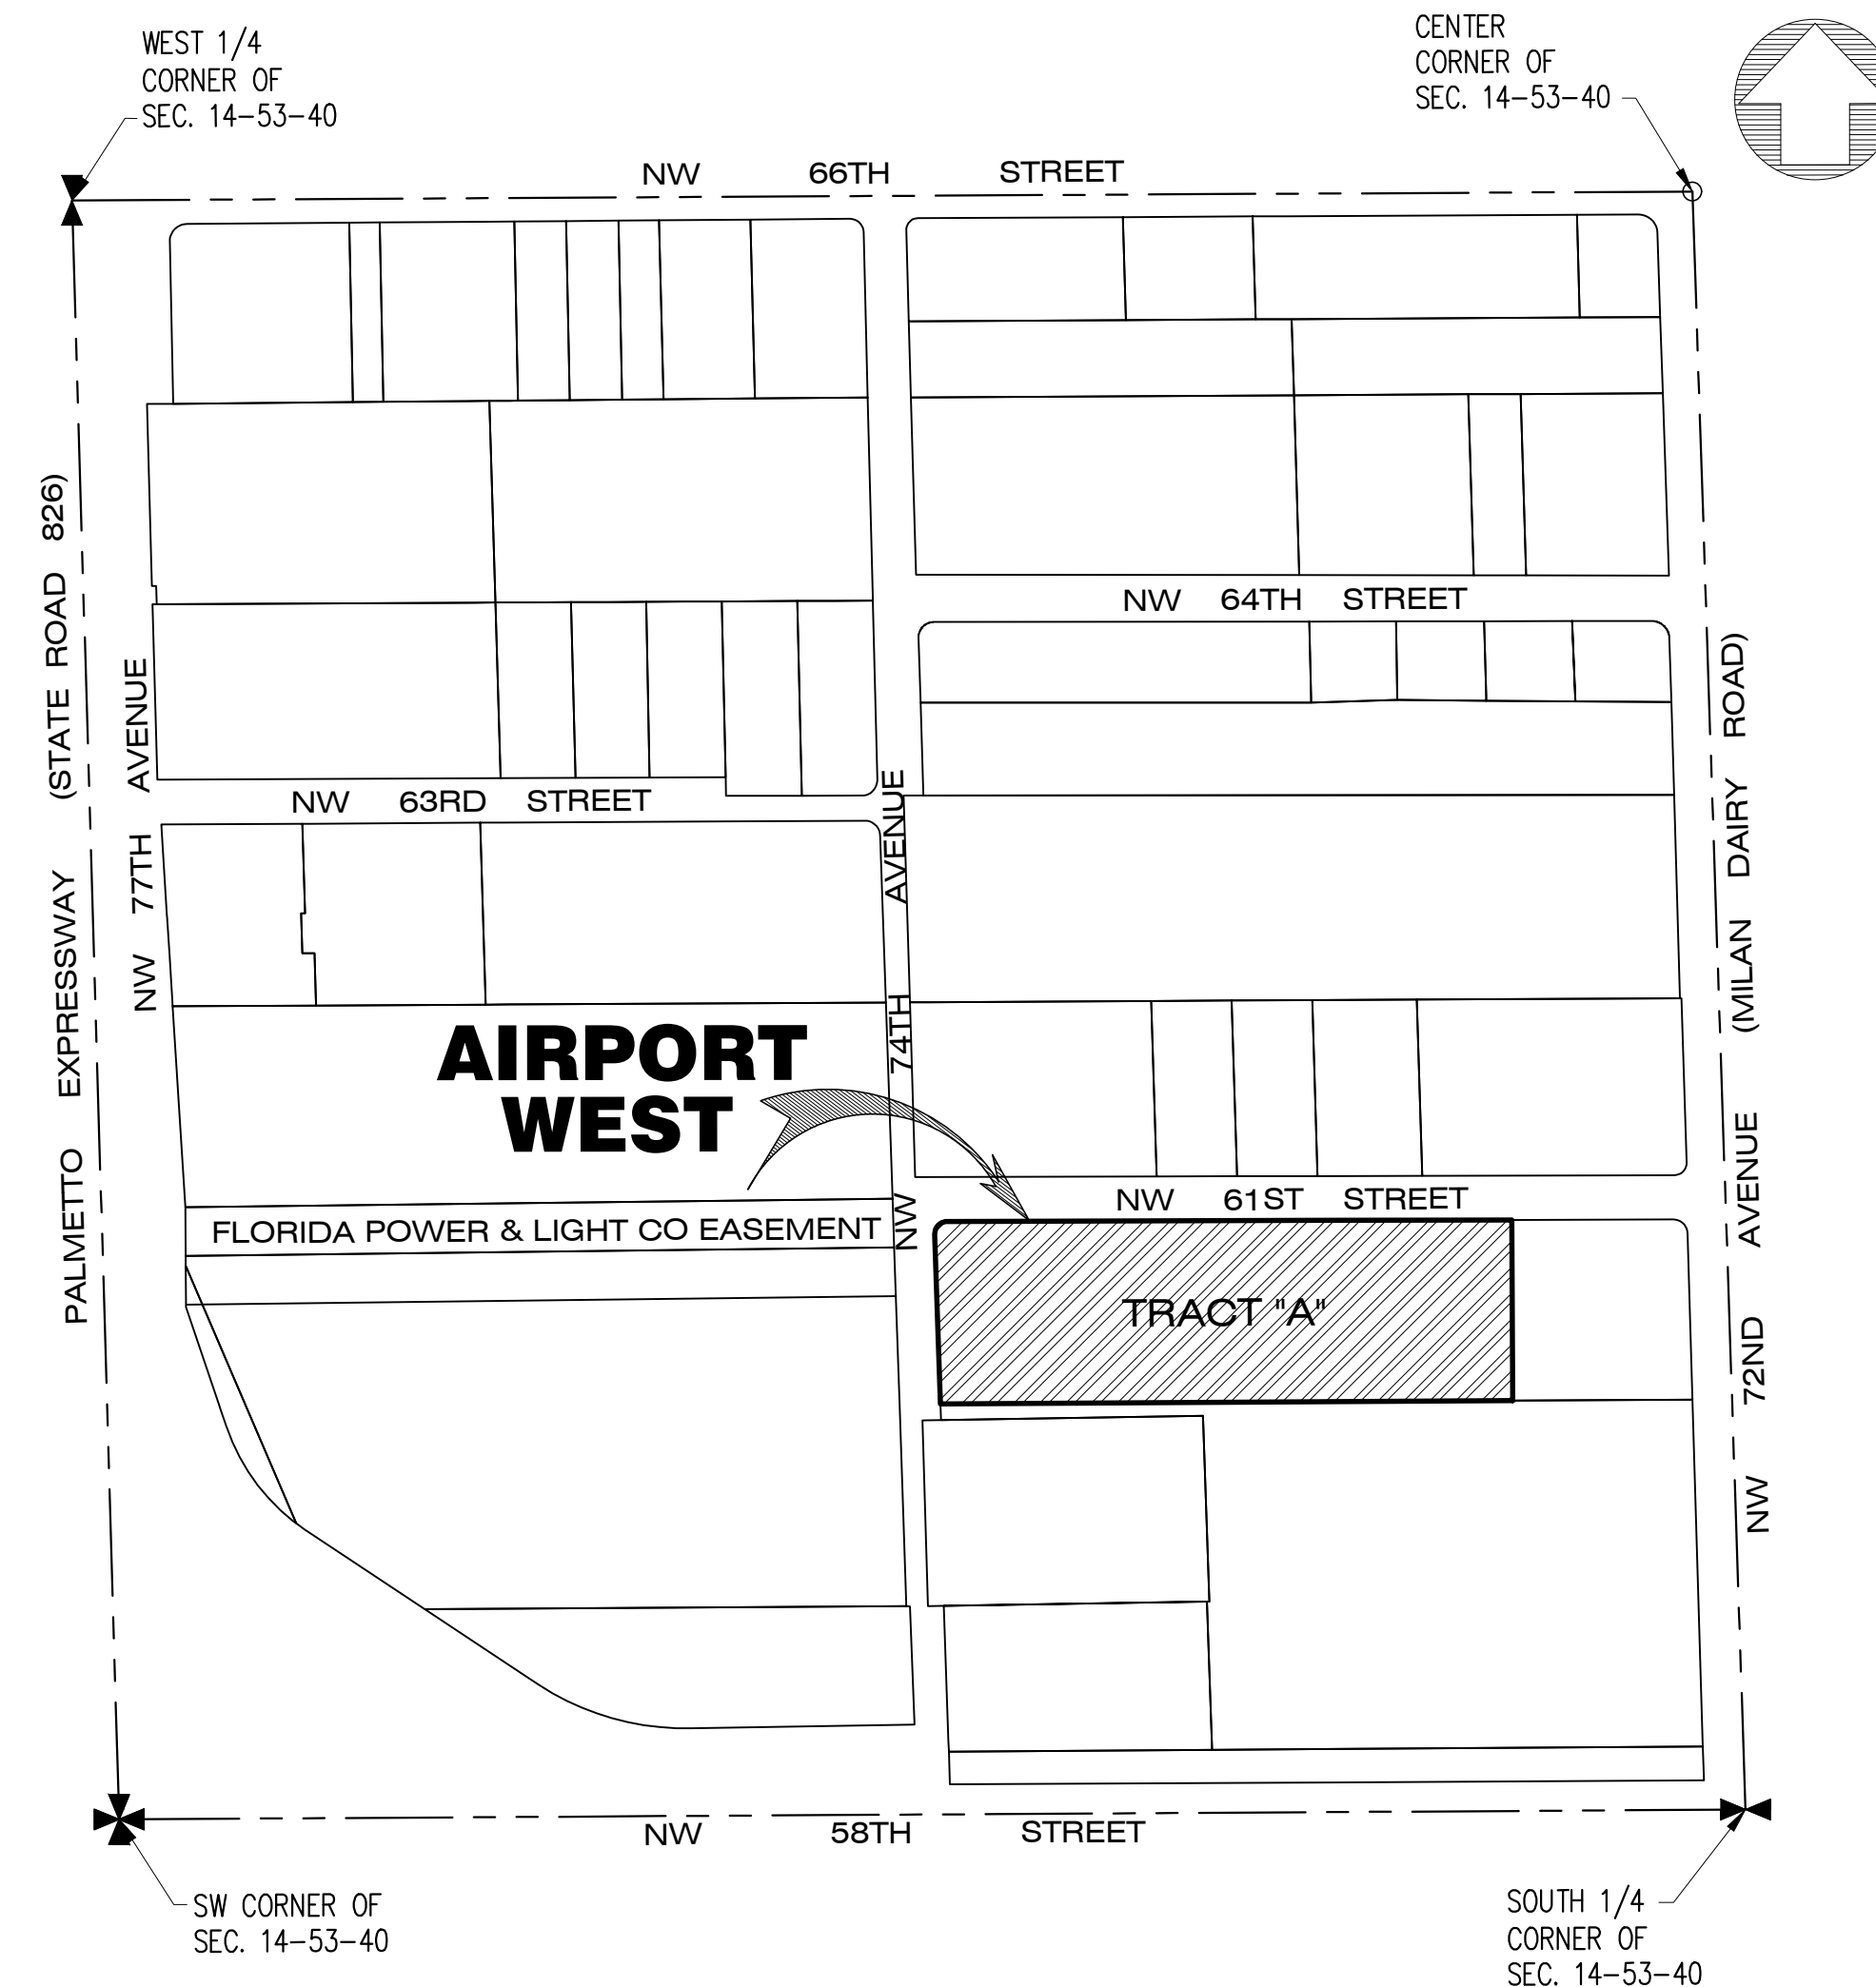 WEST 1/4
CORNER OF
SEC. 14-53-40
CENTER
CORNER OF
SEC. 14-53-40
NW 66TH STREET
PALMETTO EXPRESSWAY (STATE ROAD 826)
NW 77TH AVENUE
NW 64TH STREET
NW 63RD STREET
NW 74TH AVENUE
NW 72ND AVENUE (MILAN DAIRY ROAD)
AIRPORT
WEST
NW 61ST STREET
FLORIDA POWER & LIGHT CO EASEMENT
TRACT "A"
NW 58TH STREET
SW CORNER OF
SEC. 14-53-40
SOUTH 1/4
CORNER OF
SEC. 14-53-40